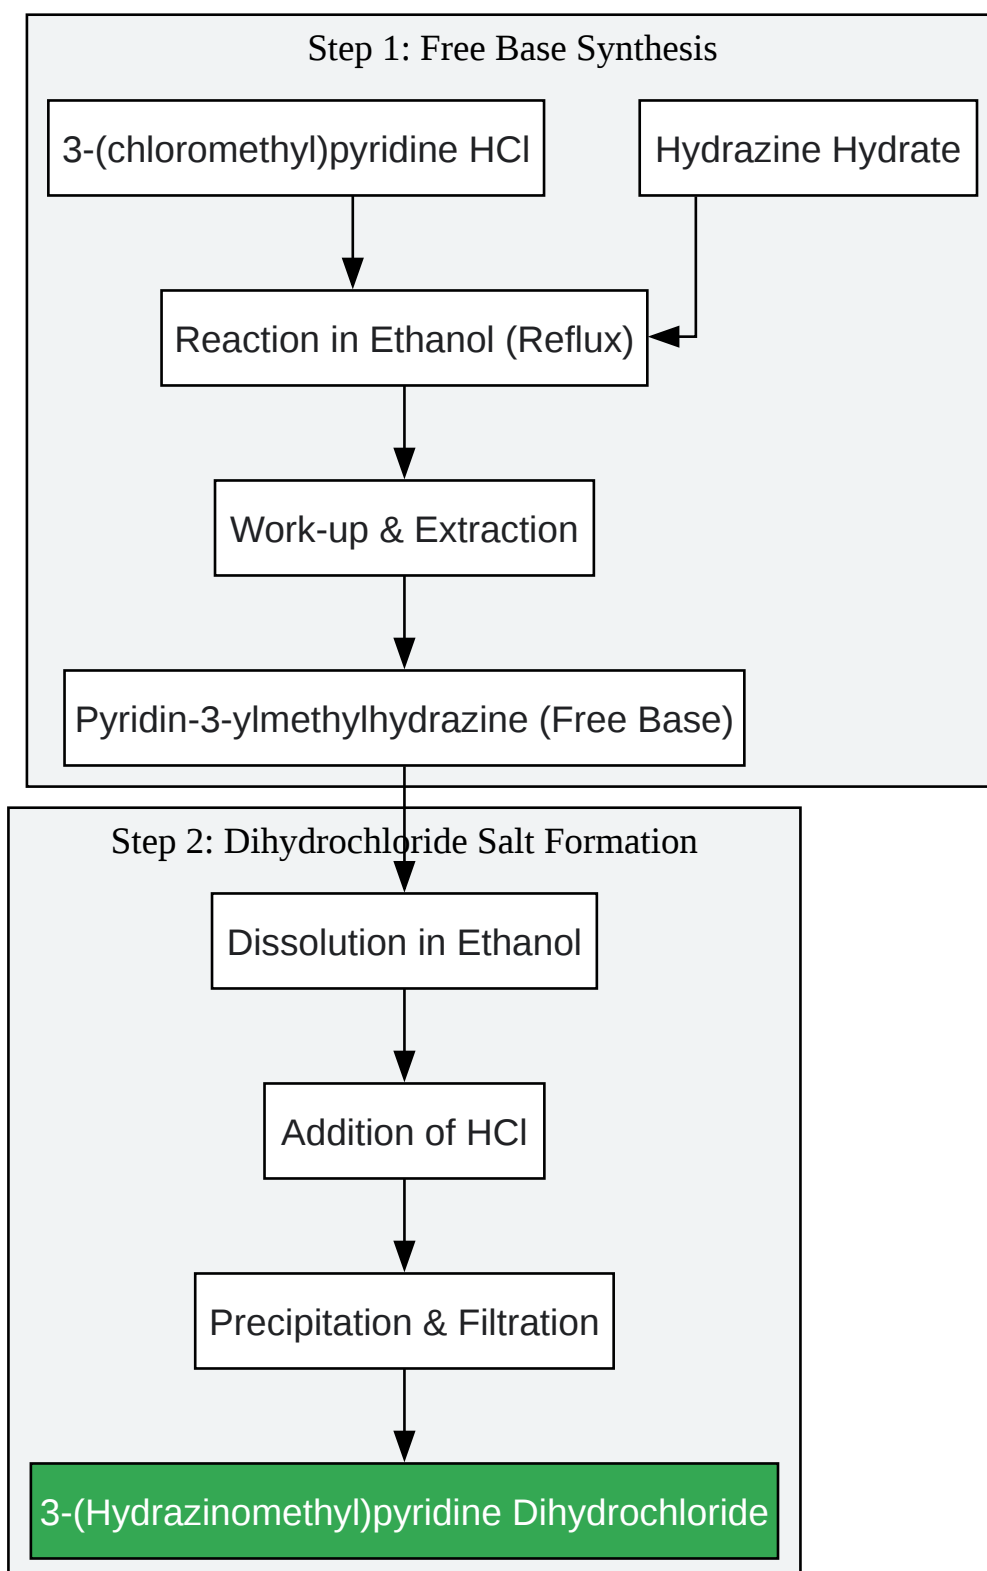 Step 1: Free Base Synthesis
3-(chloromethyl)pyridine HCl
Hydrazine Hydrate
Reaction in Ethanol (Reflux)
Work-up & Extraction
Pyridin-3-ylmethylhydrazine (Free Base)
Step 2: Dihydrochloride Salt Formation
Dissolution in Ethanol
Addition of HCl
Precipitation & Filtration
3-(Hydrazinomethyl)pyridine Dihydrochloride